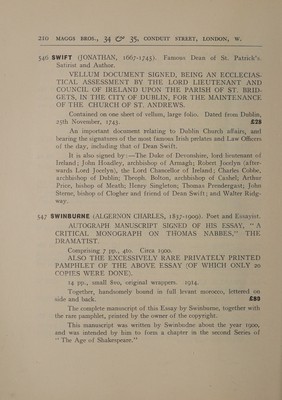 210 MAGGS BROS., 34 & 35, CONDUIT STREET, LONDON, W.
546 SWIFT (JONATHAN, 1667-1745). Famous Dean of St. Patrick's.
Satirist and Author.
VELLUM DOCUMENT SIGNED, BEING AN ECCLESIAS-
TICAL ASSESSMENT BY THE LORD LIEUTENANT AND
COUNCIL OF IRELAND UPON THE PARISH OF ST. BRID-
GETS, IN THE CITY OF DUBLIN, FOR THE MAINTENANCE
OF THE CHURCH OF ST. ANDREWS.
Contained on one sheet of vellum, large folio. Dated from Dublin,
25th November, 1743. £28
An important document relating to Dublin Church affairs, and
bearing the signatures of the most famous Irish prelates and Law Officers
of the day, including that of Dean Swift.
It is also signed by:—The Duke of Devonshire, lord lieutenant of
Ireland; John Hoadley, archbishop of Armagh; Robert Jocelyn (after-
wards Lord Jocelyn), the Lord Chancellor of Ireland; Charles Cobbe,
archbishop of Dublin; Theoph. Bolton, archbishop of Cashel; Arthur
Price, bishop of Meath; Henry Singleton; Thomas Prendergast; John
Sterne, bishop of Clogher and friend of Dean Swift; and Walter Ridg-
way.
547 SWINBURNE (ALGERNON CHARLES, 1837-1909). Poet and Essayist.
AUTOGRAPH MANUSCRIPT SIGNED OF HIS ESSAY, "A
CRITICAL MONOGRAPH ON THOMAS NABBES," THE
DRAMATIST.
Comprising 7 pp., 4to. Circa 1900.
ALSO THE EXCESSIVELY RARE PRIVATELY PRINTED
PAMPHLET OF THE ABOVE ESSAY (OF WHICH ONLY 20
COPIES WERE DONE).
14 pp., small 8vo, original wrappers. 1914.
Together, handsomely bound in full levant morocco, lettered on
side and back. £80
The complete manuscript of this Essay by Swinburne, together with
the rare pamphlet, printed by the owner of the copyright.
This manuscript was written by Swinburne about the year 1900,
and was intended by him to form a chapter in the second Series of
"The Age of Shakespeare."